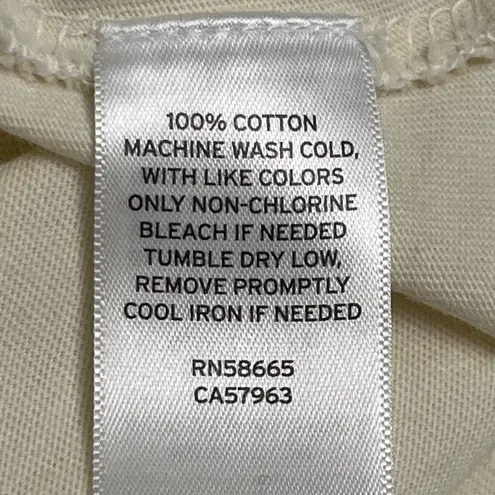 100% COTTON
MACHINE WASH COLD,
WITH LIKE COLORS
ONLY NON-CHLORINE
BLEACH IF NEEDED
TUMBLE DRY LOW,
REMOVE PROMPTLY
COOL IRON IF NEEDED
RN58665
CA57963